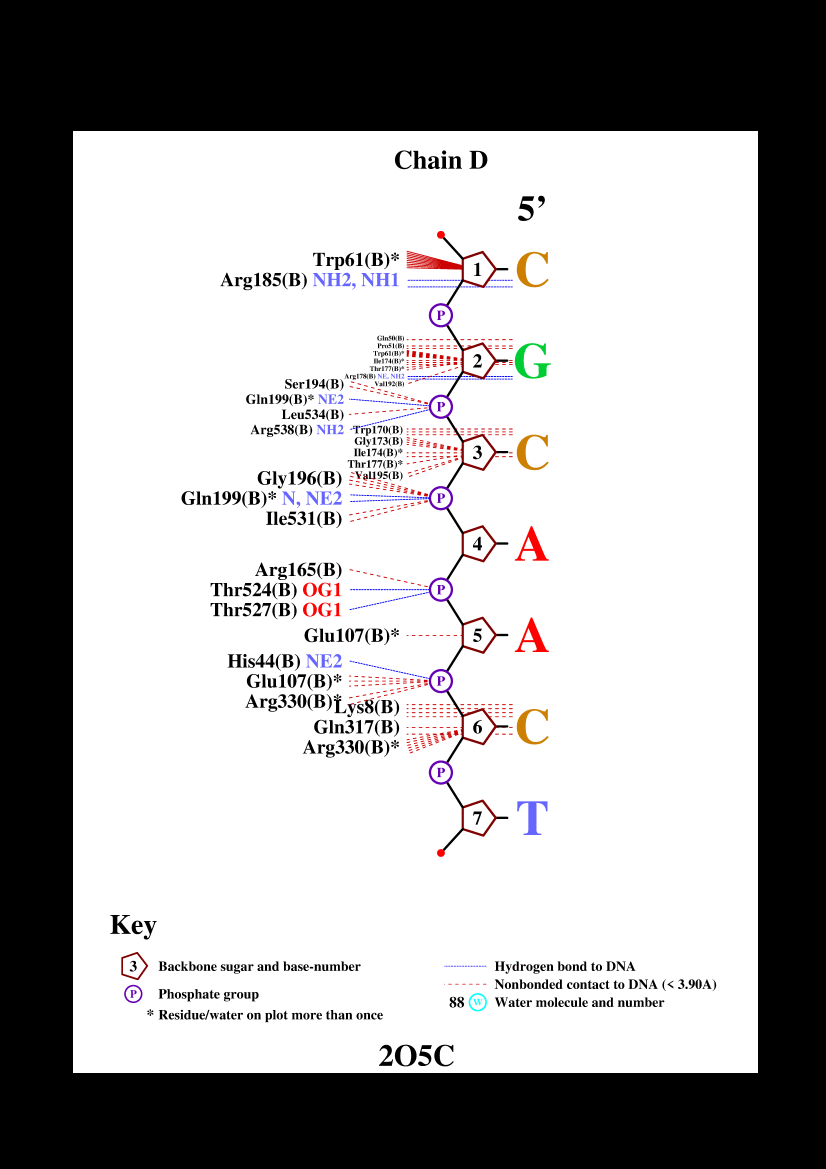 Chain D
5’
Trp61(B)*
1 C
Arg185(B) NH2, NH1
P
Gln50(B)
Pro51(B)
Trp61(B)*
Ile174(B)*
2 G
Thr177(B)*
Arg178(B) NE, NH2
Val192(B)
Ser194(B)
Gln199(B)* NE2
P
Leu534(B)
Arg538(B) NH2
Trp170(B)
Gly173(B)
Ile174(B)*
3 C
Thr177(B)*
Val195(B)
Gly196(B)
Gln199(B)* N, NE2
P
Ile531(B)
4 A
Arg165(B)
Thr524(B) OG1
P
Thr527(B) OG1
Glu107(B)*
5 A
His44(B) NE2
Glu107(B)*
P
Arg330(B)*
Lys8(B)
Gln317(B)
6 C
Arg330(B)*
P
7 T
Key
3 Backbone sugar and base-number
P Phosphate group
* Residue/water on plot more than once
Hydrogen bond to DNA
Nonbonded contact to DNA (< 3.90A)
88 W Water molecule and number
2O5C